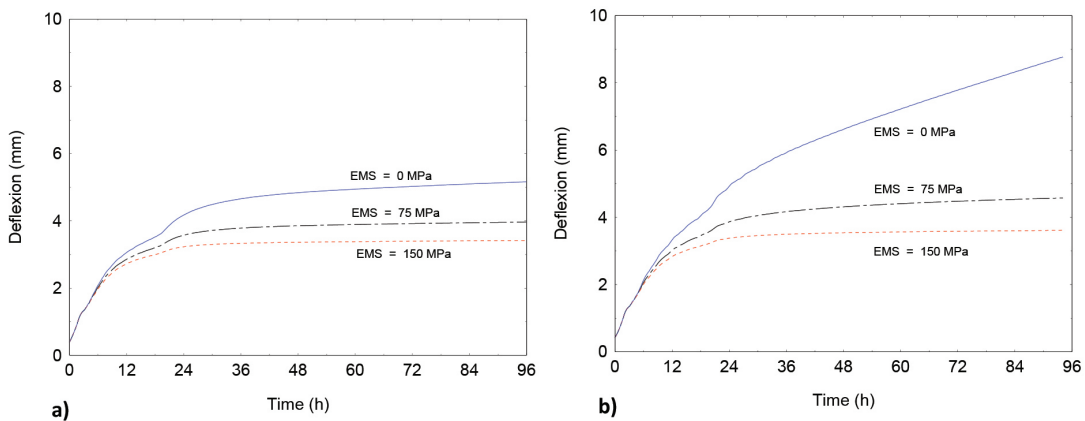 10
8
6
4
2
0
Deflexion (mm)
EMS = 0 MPa
EMS = 75 MPa
EMS = 150 MPa
0 12 24 36 48 60 72 84 96
Time (h)
a)
10
8
6
4
2
0
Deflexion (mm)
EMS = 0 MPa
EMS = 75 MPa
EMS = 150 MPa
0 12 24 36 48 60 72 84 96
Time (h)
b)